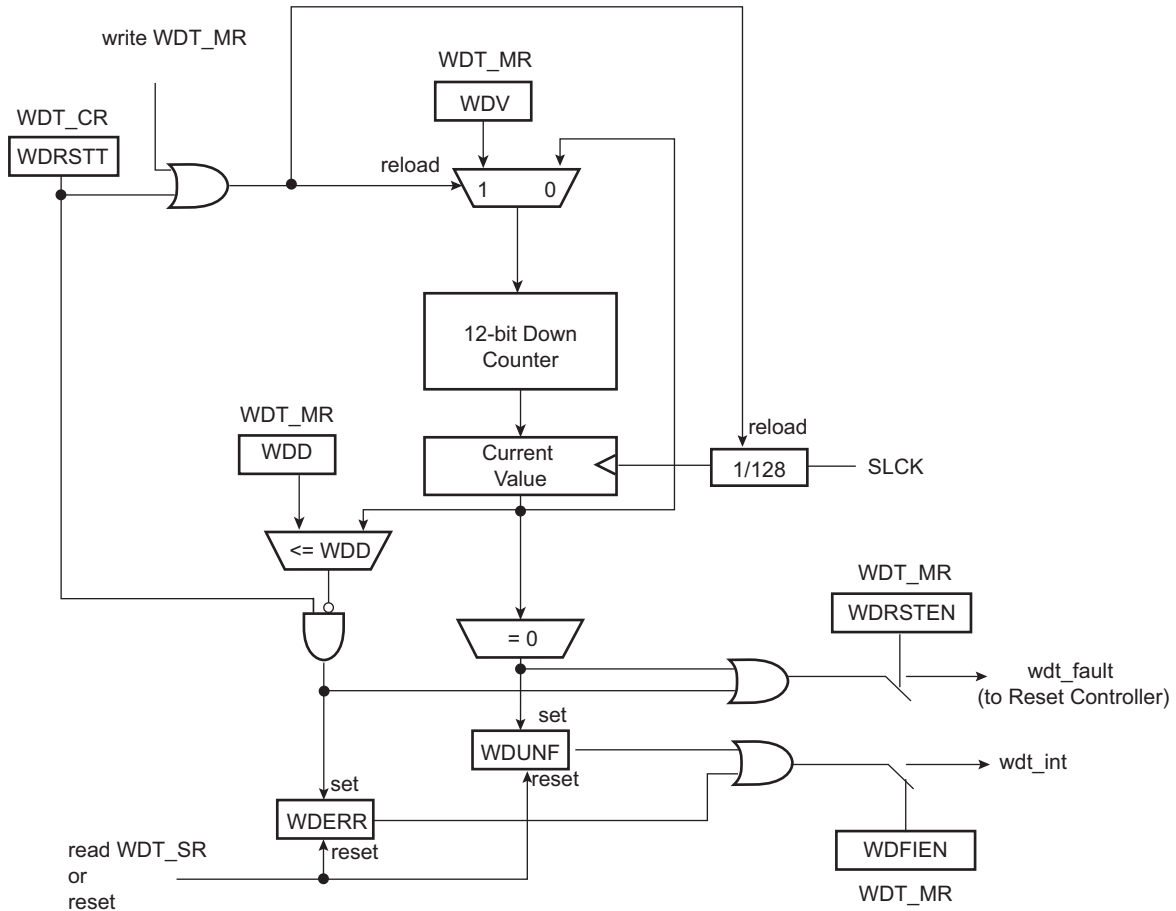 write WDT_MR
WDT_MR
WDV
WDT_CR
WDRSTT
reload
1 0
12-bit Down
Counter
WDT_MR
WDD
Current
Value
reload
1/128
SLCK
<= WDD
WDT_MR
WDRSTEN
= 0
wdt_fault
(to Reset Controller)
set
WDUNF
reset
wdt_int
set
WDERR
reset
read WDT_SR
or
reset
WDFIEN
WDT_MR